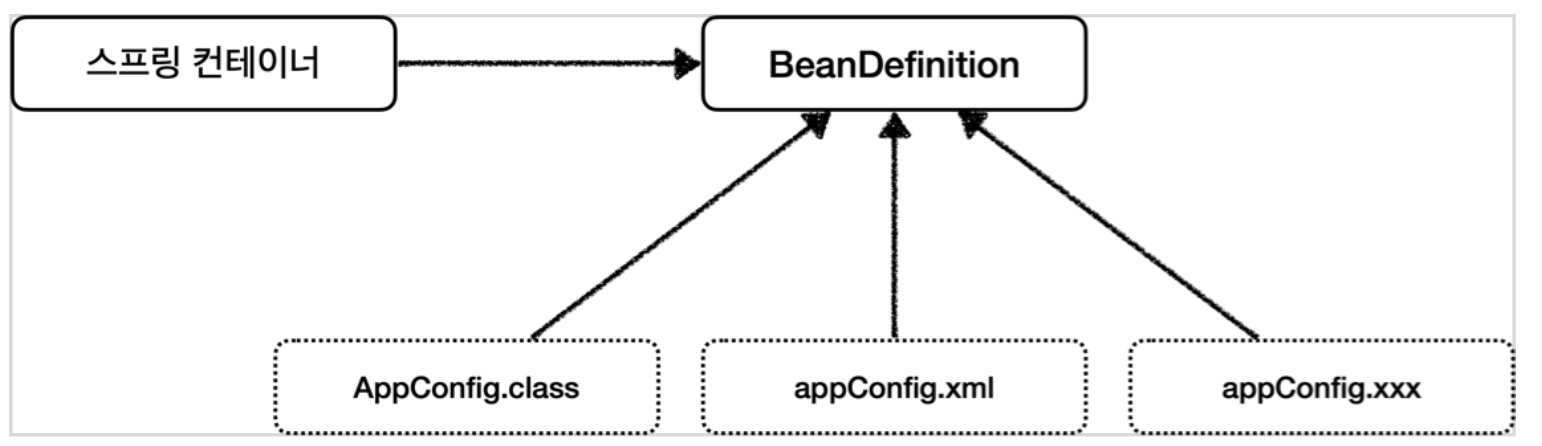 스프링 컨테이너
BeanDefinition
AppConfig.class
appConfig.xml
appConfig.xxx